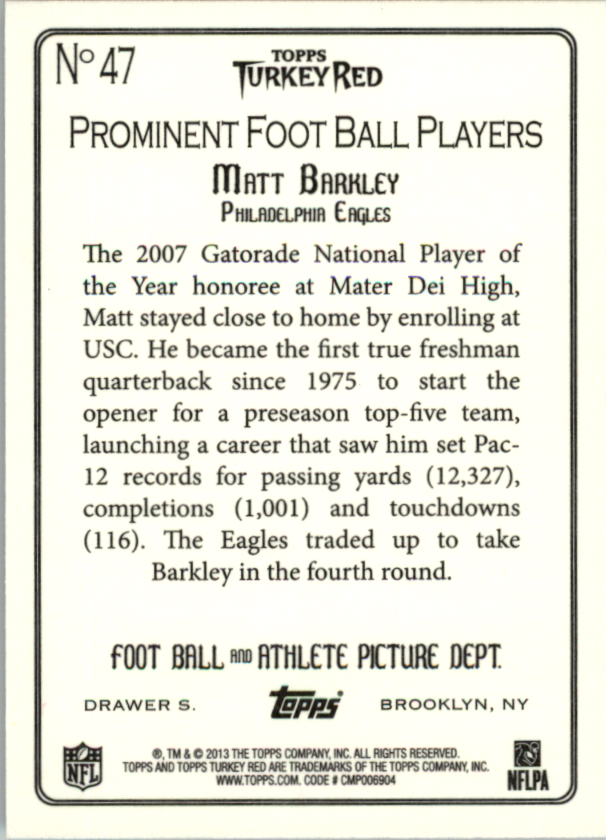 Nº 47
TOPPS
TURKEY RED
PROMINENT FOOT BALL PLAYERS
MATT BARKLEY
PHILADELPHIA EAGLES
The 2007 Gatorade National Player of
the Year honoree at Mater Dei High,
Matt stayed close to home by enrolling at
USC. He became the first true freshman
quarterback since 1975 to start the
opener for a preseason top-five team,
launching a career that saw him set Pac-
12 records for passing yards (12,327),
completions (1,001) and touchdowns
(116). The Eagles traded up to take
Barkley in the fourth round.
FOOT BALL AND ATHLETE PICTURE DEPT.
DRAWER S. Topps BROOKLYN, NY
®, TM & © 2013 THE TOPPS COMPANY, INC. ALL RIGHTS RESERVED.
TOPPS AND TOPPS TURKEY RED ARE TRADEMARKS OF THE TOPPS COMPANY, INC.
WWW.TOPPS.COM. CODE # CMP006904
NFL
NFLPA